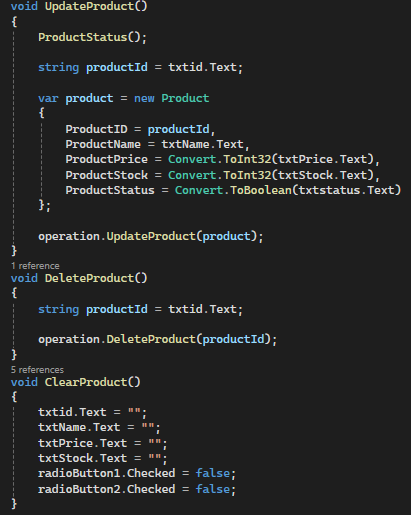 void UpdateProduct()
{
ProductStatus();
string productId = txtid.Text;
var product = new Product
{
ProductID = productId,
ProductName = txtName.Text,
ProductPrice = Convert.ToInt32(txtPrice.Text),
ProductStock = Convert.ToInt32(txtStock.Text),
ProductStatus = Convert.ToBoolean(txtstatus.Text)
};
operation.UpdateProduct(product);
}
1 reference
void DeleteProduct()
{
string productId = txtid.Text;
operation.DeleteProduct(productId);
}
5 references
void ClearProduct()
{
txtid.Text = "";
txtName.Text = "";
txtPrice.Text = "";
txtStock.Text = "";
radioButton1.Checked = false;
radioButton2.Checked = false;
}